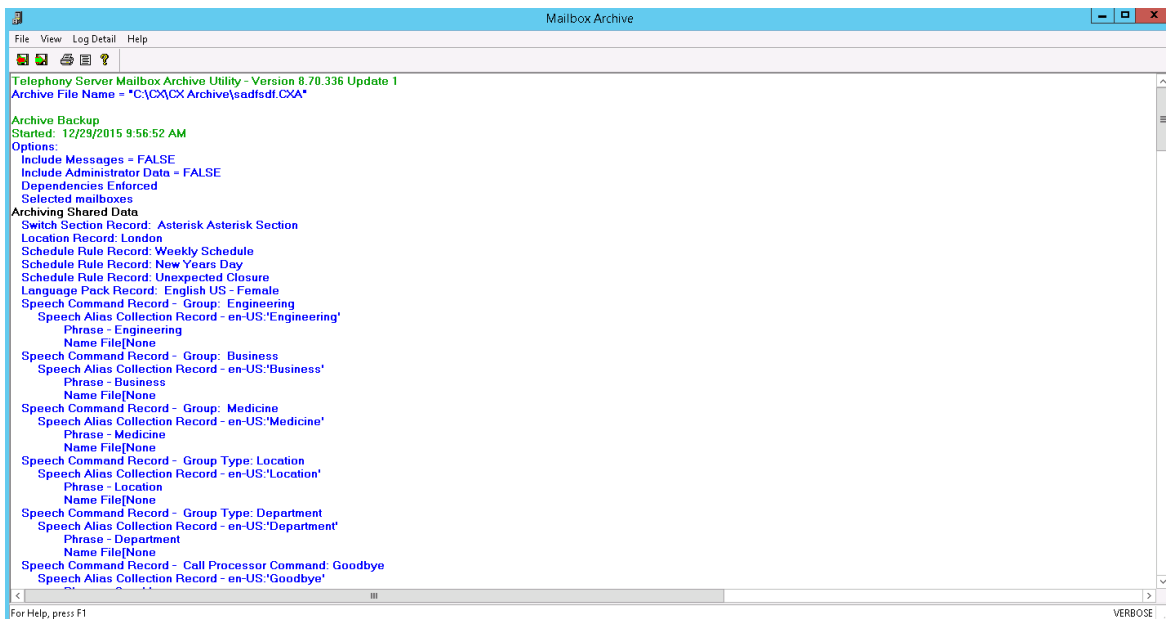 Mailbox Archive
File View Log Detail Help
Telephony Server Mailbox Archive Utility - Version 8.70.336 Update 1
Archive File Name = "C:\CX\CX Archive\sadfsdf.CXA"
Archive Backup
Started: 12/29/2015 9:56:52 AM
Options:
Include Messages = FALSE
Include Administrator Data = FALSE
Dependencies Enforced
Selected mailboxes
Archiving Shared Data
Switch Section Record: Asterisk Asterisk Section
Location Record: London
Schedule Rule Record: Weekly Schedule
Schedule Rule Record: New Years Day
Schedule Rule Record: Unexpected Closure
Language Pack Record: English US - Female
Speech Command Record - Group: Engineering
Speech Alias Collection Record - en-US:'Engineering'
Phrase - Engineering
Name File[None
Speech Command Record - Group: Business
Speech Alias Collection Record - en-US:'Business'
Phrase - Business
Name File[None
Speech Command Record - Group: Medicine
Speech Alias Collection Record - en-US:'Medicine'
Phrase - Medicine
Name File[None
Speech Command Record - Group Type: Location
Speech Alias Collection Record - en-US:'Location'
Phrase - Location
Name File[None
Speech Command Record - Group Type: Department
Speech Alias Collection Record - en-US:'Department'
Phrase - Department
Name File[None
Speech Command Record - Call Processor Command: Goodbye
Speech Alias Collection Record - en-US:'Goodbye'
For Help, press F1
VERBOSE